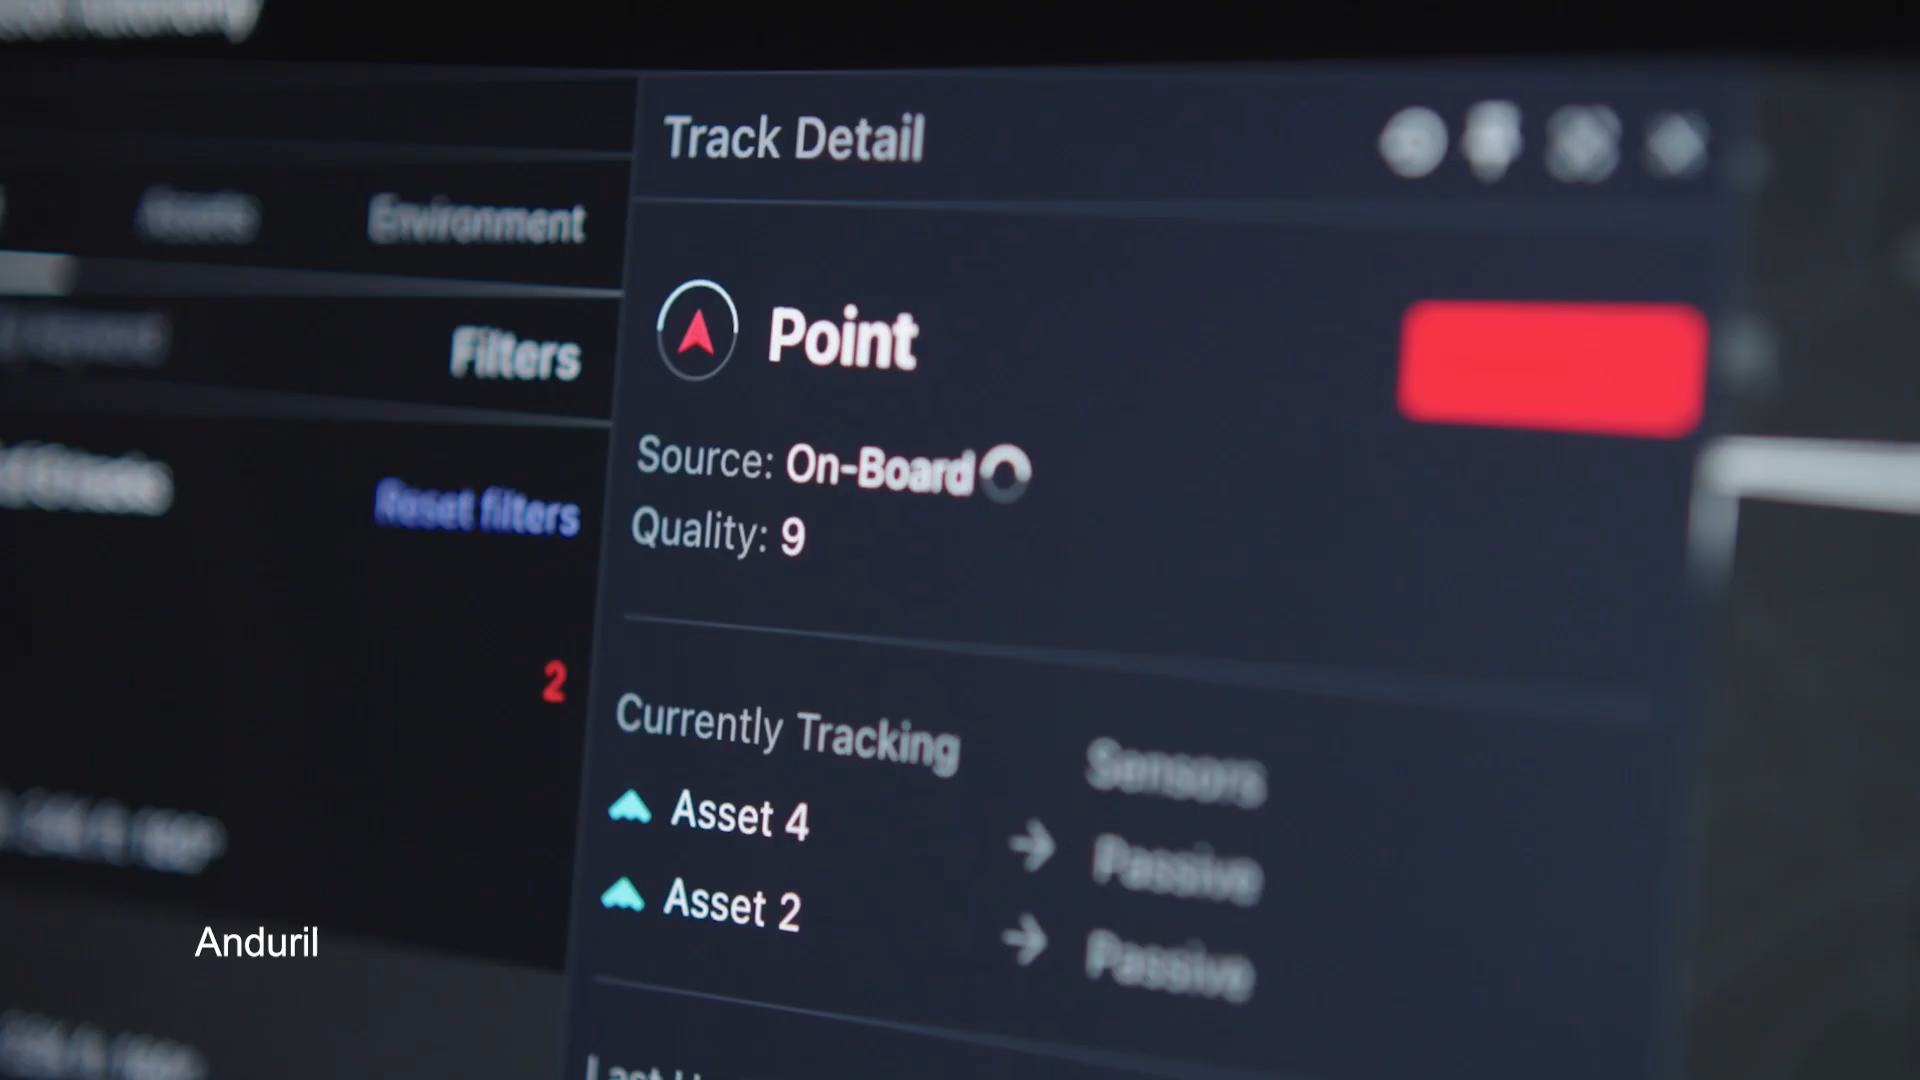 Track Detail
Assets
Environment
Point
Filters
Source: On-Board
Reset filters
Quality: 9
2
Currently Tracking
Sensors
Asset 4
Passive
Asset 2
Passive
Anduril